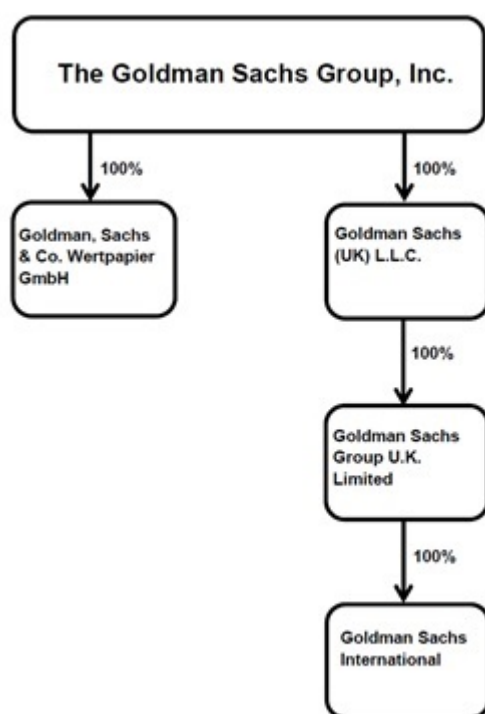 The Goldman Sachs Group, Inc.
100%
100%
Goldman, Sachs
& Co. Wertpapier
GmbH
Goldman Sachs
(UK) L.L.C.
100%
Goldman Sachs
Group U.K.
Limited
100%
Goldman Sachs
International